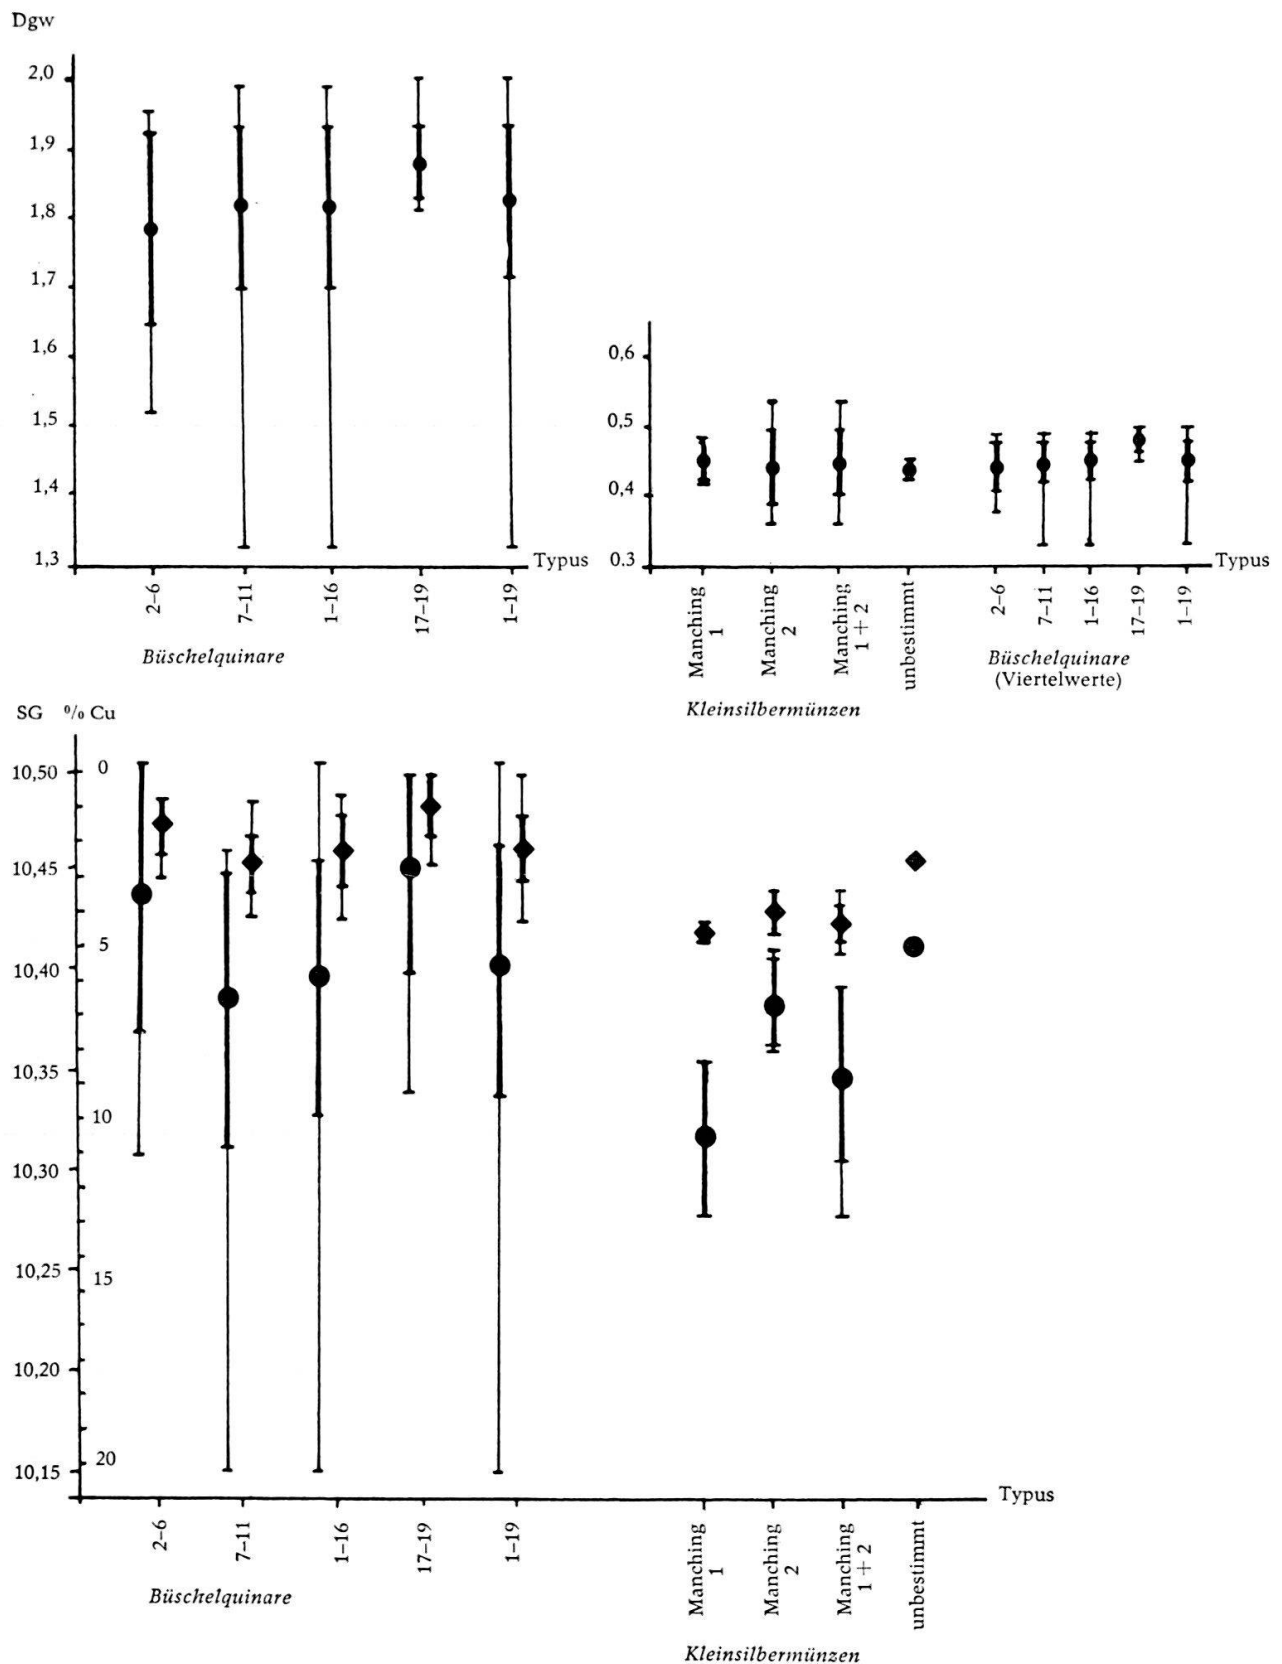 Dgw
2,0
1,9
1,8
1,7
1,6
1,5
1,4
1,3
Typus
2–6
7–11
1–16
17–19
1–19
Büschelquinare
0,6
0,5
0,4
0.3
Typus
Manching 1
Manching 2
Manching 1 + 2
unbestimmt
2–6
7–11
1–16
17–19
1–19
Kleinsilbermünzen
Büschelquinare
(Viertelwerte)
SG % Cu
10,50 0
10,45
5
10,40
10,35
10
10,30
10,25
15
10,20
20
10,15
Typus
2–6
7–11
1–16
17–19
1–19
Büschelquinare
Manching 1
Manching 2
Manching 1 + 2
unbestimmt
Kleinsilbermünzen